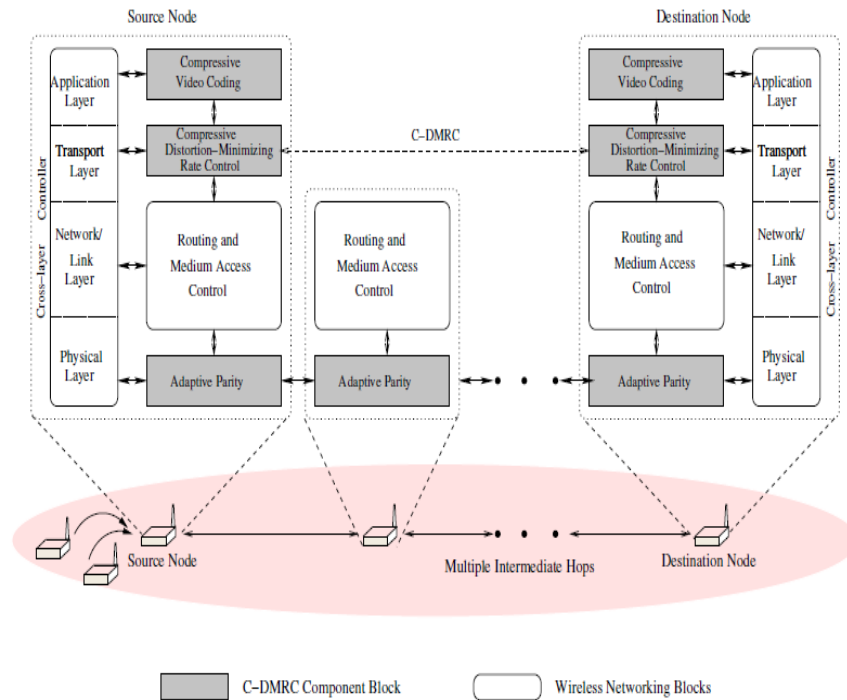 Source Node
Destination Node
Application
Layer
Transport
Layer
Network/
Link
Layer
Physical
Layer
Cross-layer Controller
Compressive
Video Coding
Compressive
Distortion-Minimizing
Rate Control
Routing and
Medium Access
Control
Adaptive Parity
C-DMRC
Routing and
Medium Access
Control
Adaptive Parity
Compressive
Video Coding
Compressive
Distortion-Minimizing
Rate Control
Routing and
Medium Access
Control
Adaptive Parity
Application
Layer
Transport
Layer
Network/
Link
Layer
Physical
Layer
Cross-layer Controller
Source Node
Multiple Intermediate Hops
Destination Node
C-DMRC Component Block
Wireless Networking Blocks